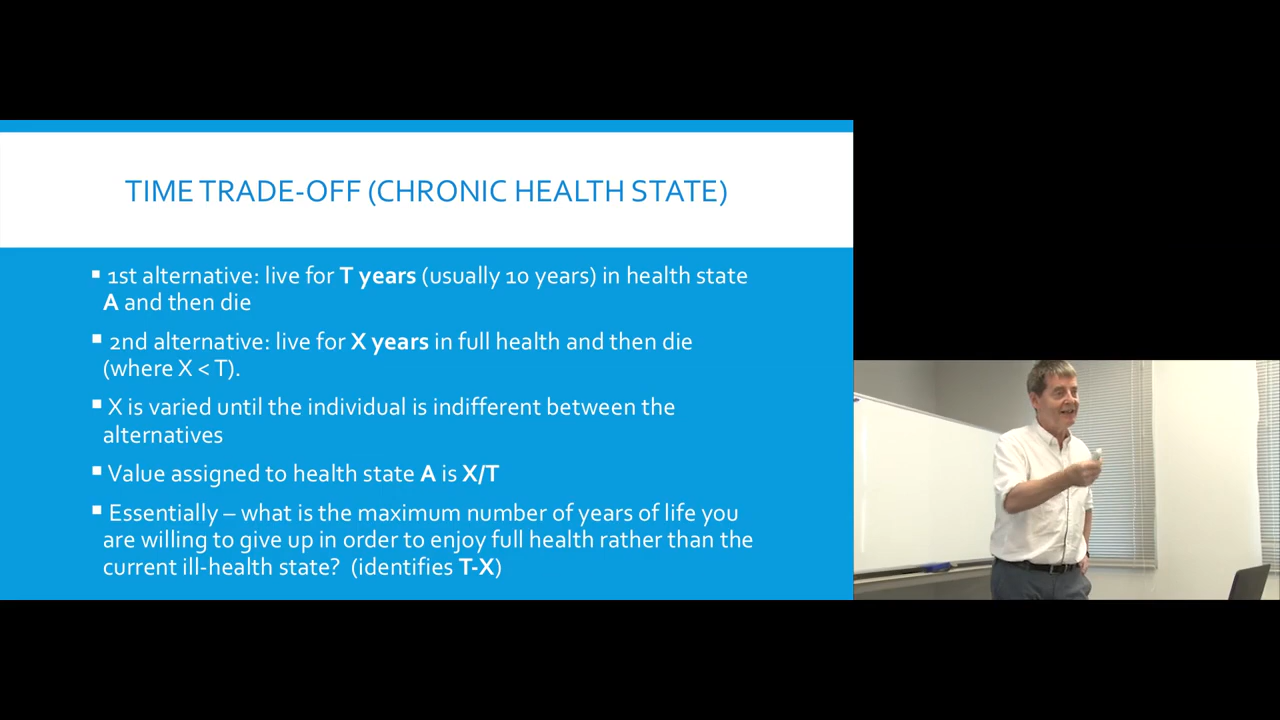 TIME TRADE-OFF (CHRONIC HEALTH STATE)
▪ 1st alternative: live for T years (usually 10 years) in health state
A and then die
▪ 2nd alternative: live for X years in full health and then die
(where X < T).
▪ X is varied until the individual is indifferent between the
alternatives
▪ Value assigned to health state A is X/T
▪ Essentially – what is the maximum number of years of life you
are willing to give up in order to enjoy full health rather than the
current ill-health state? (identifies T-X)